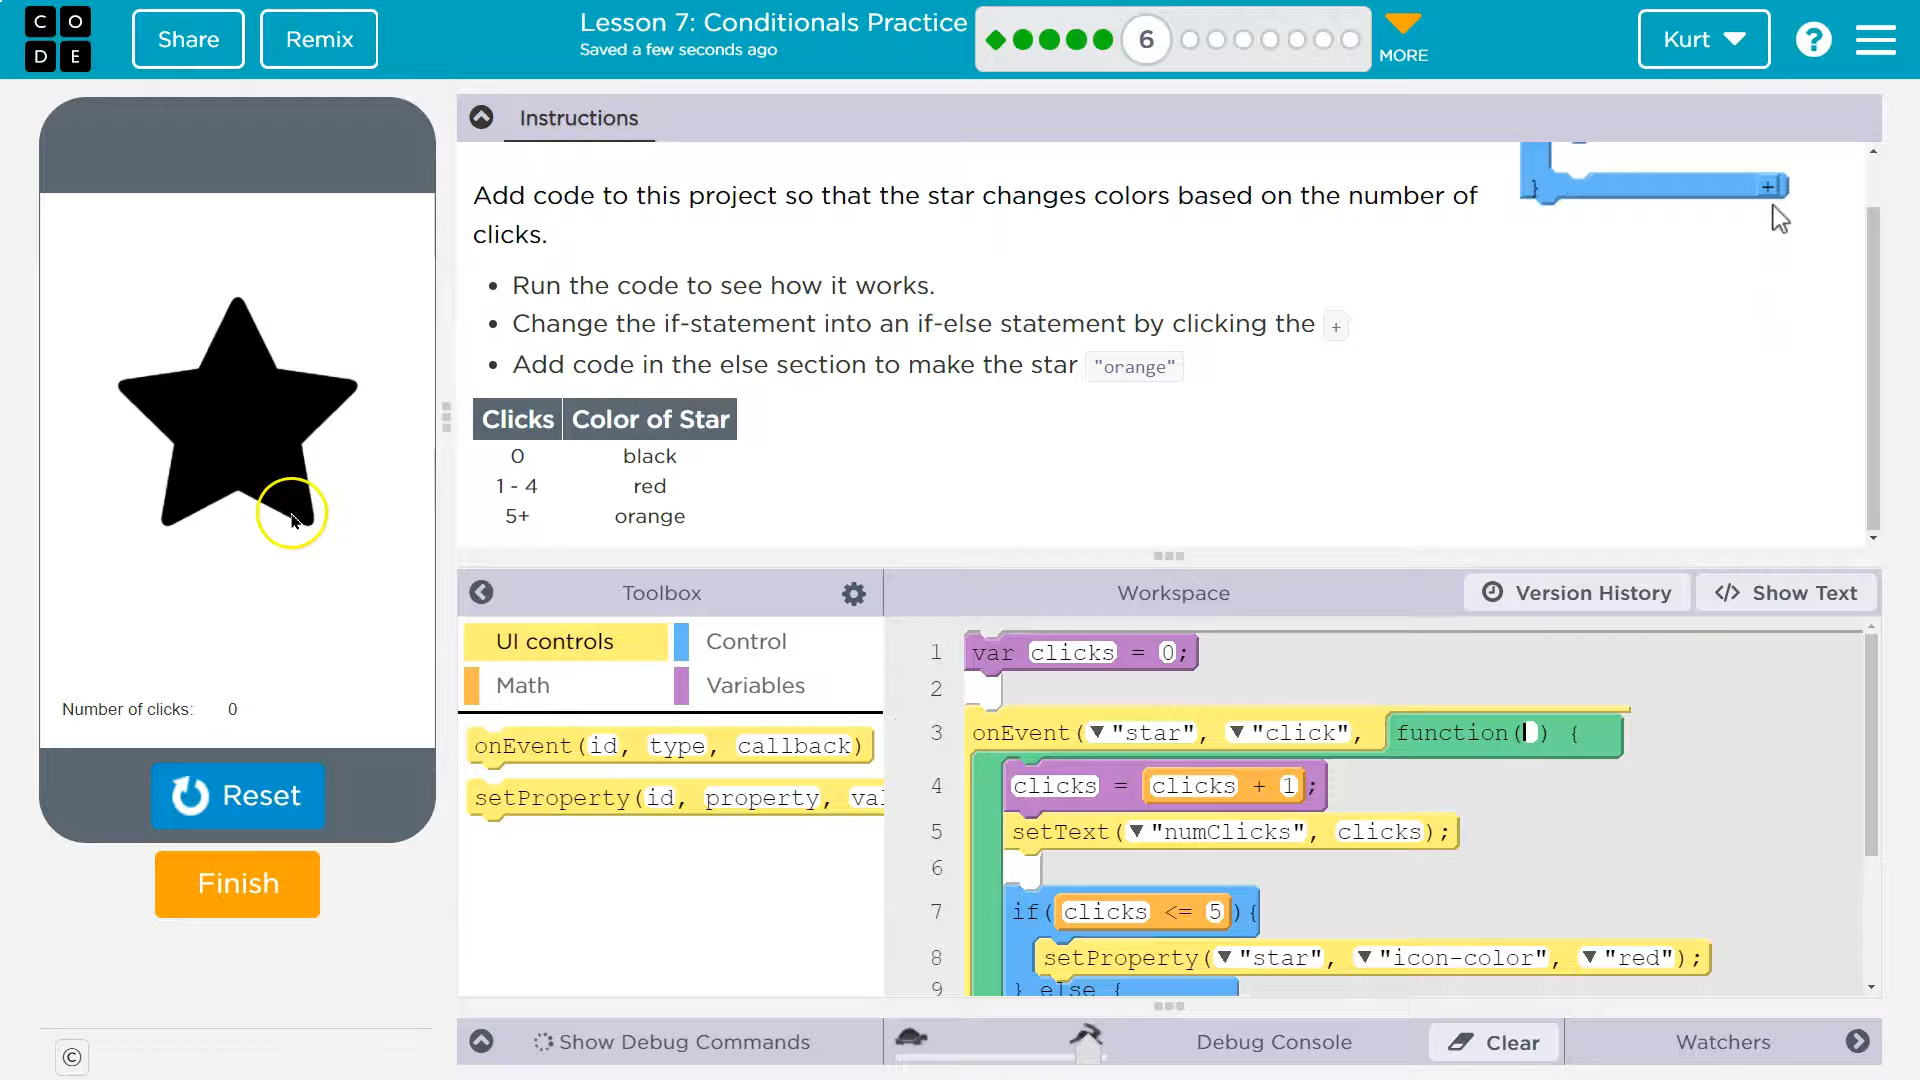 C O
D E
Share
Remix
Lesson 7: Conditionals Practice
Saved a few seconds ago
6
MORE
Kurt
?
Instructions
}
+
Add code to this project so that the star changes colors based on the number of
clicks.
• Run the code to see how it works.
• Change the if-statement into an if-else statement by clicking the +
• Add code in the else section to make the star "orange"
Clicks Color of Star
0 black
1 - 4 red
5+ orange
Number of clicks: 0
Reset
Finish
©
Toolbox
Workspace
Version History
</> Show Text
UI controls
Control
Math
Variables
onEvent(id, type, callback)
setProperty(id, property, val
1 var clicks = 0;
2
3 onEvent(▼"star", ▼"click", function() {
4 clicks = clicks + 1;
5 setText(▼"numClicks", clicks);
6
7 if(clicks <= 5){
8 setProperty(▼"star", ▼"icon-color", ▼"red");
9 } else {
Show Debug Commands
Debug Console
Clear
Watchers